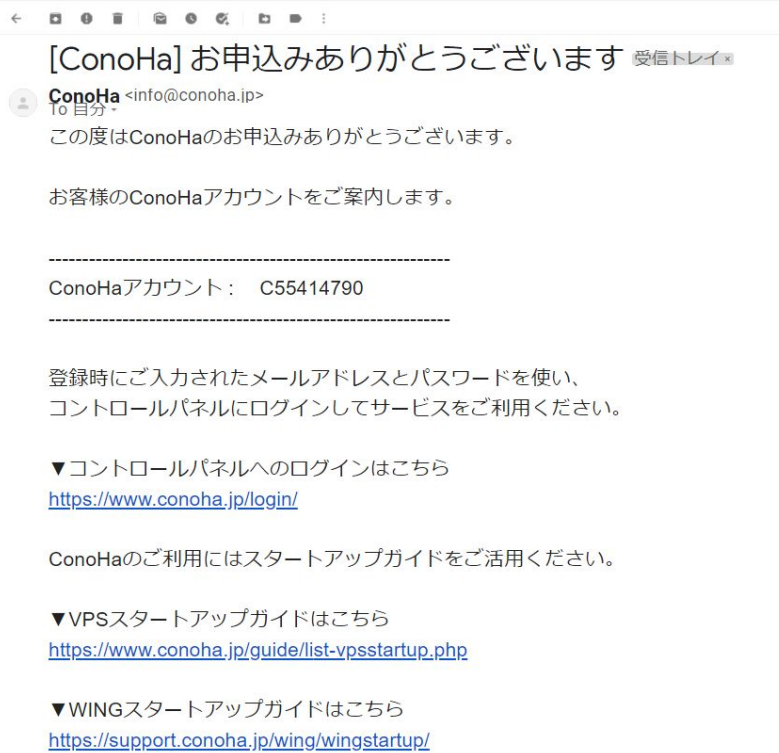 [ConoHa] お申込みありがとうございます 受信トレイ ×
ConoHa <info@conoha.jp>
To 自分
この度はConoHaのお申込みありがとうございます。
お客様のConoHaアカウントをご案内します。
------------------------------------------------------------
ConoHaアカウント： C55414790
------------------------------------------------------------
登録時にご入力されたメールアドレスとパスワードを使い、
コントロールパネルにログインしてサービスをご利用ください。
▼コントロールパネルへのログインはこちら
https://www.conoha.jp/login/
ConoHaのご利用にはスタートアップガイドをご活用ください。
▼VPSスタートアップガイドはこちら
https://www.conoha.jp/guide/list-vpsstartup.php
▼WINGスタートアップガイドはこちら
https://support.conoha.jp/wing/wingstartup/